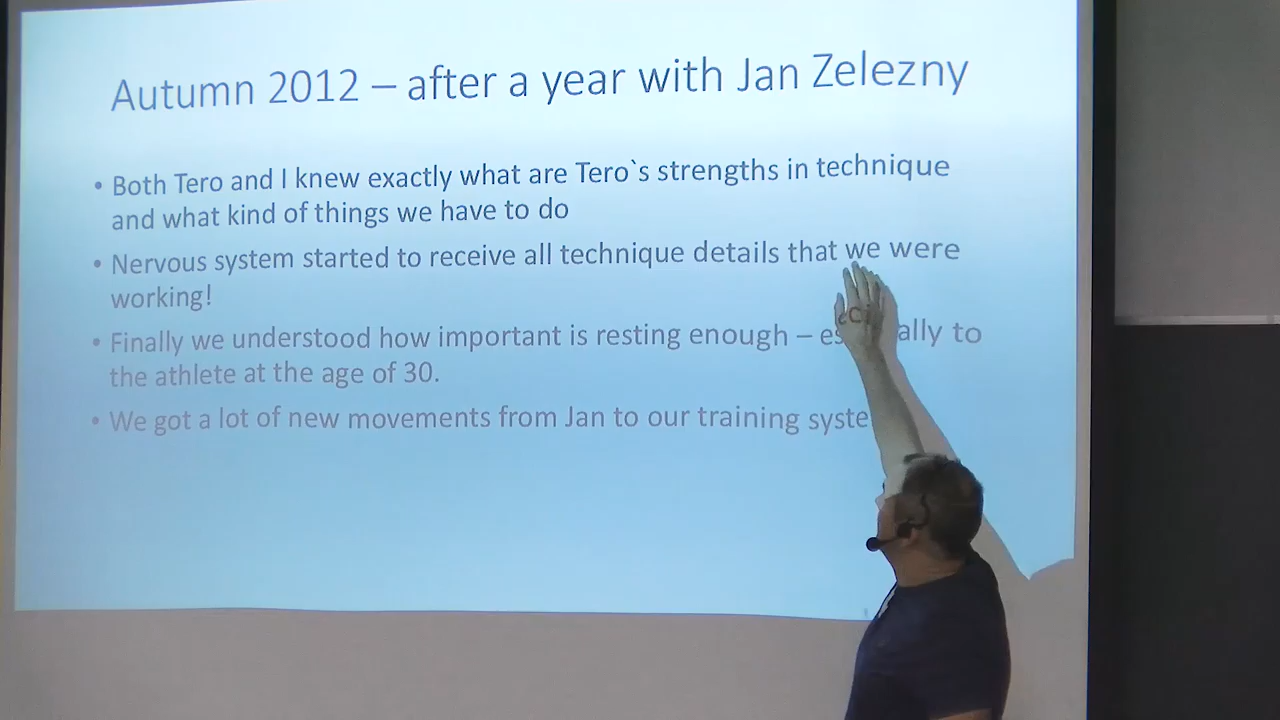 Autumn 2012 – after a year with Jan Zelezny
• Both Tero and I knew exactly what are Tero`s strengths in technique
and what kind of things we have to do
• Nervous system started to receive all technique details that we were
working!
• Finally we understood how important is resting enough – especially to
the athlete at the age of 30.
• We got a lot of new movements from Jan to our training syste